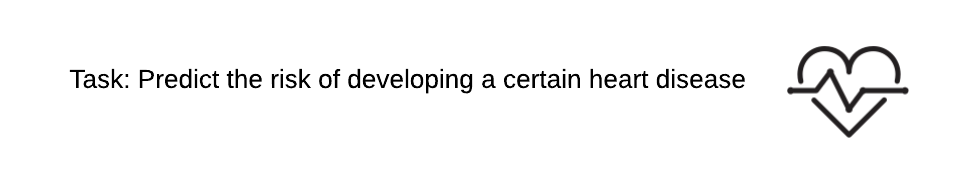 Task: Predict the risk of developing a certain heart disease